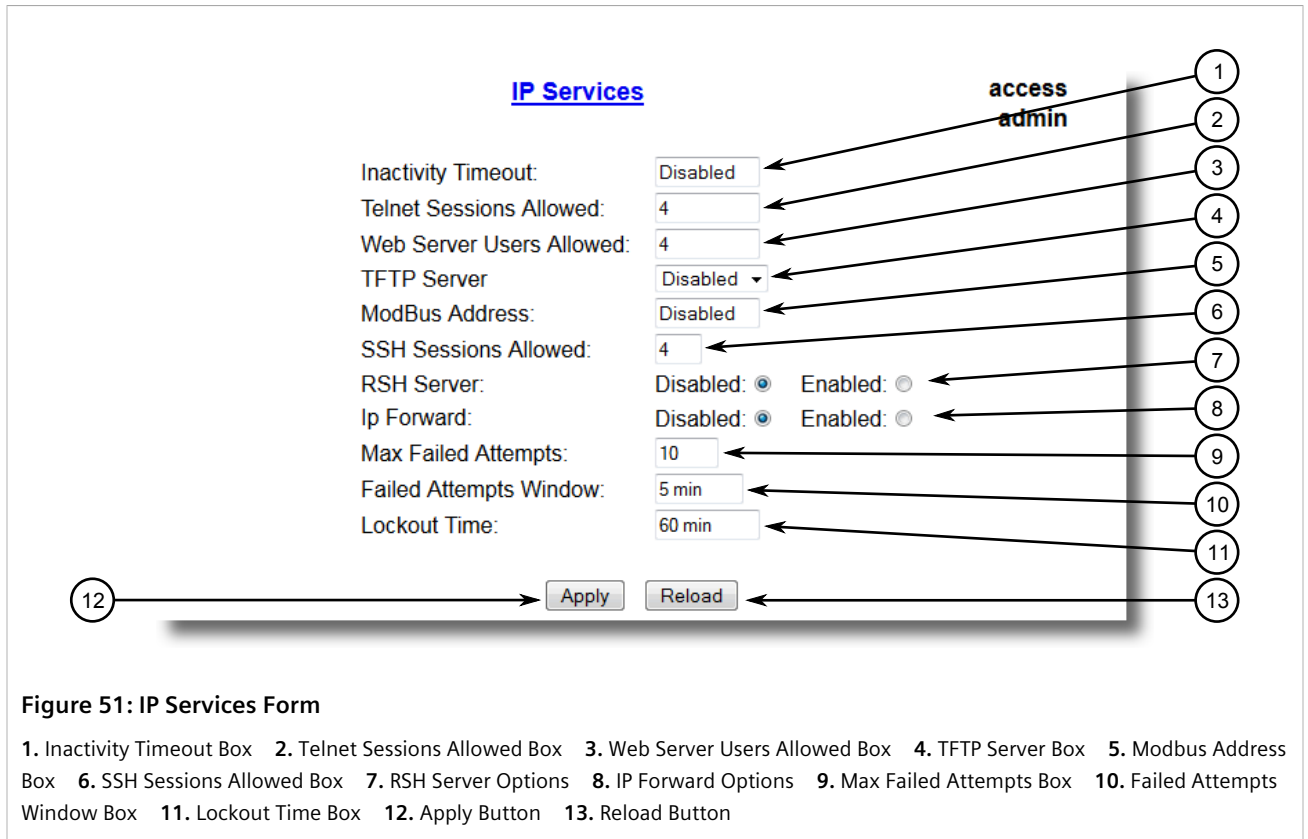 IP Services
access
admin
1
2
3
4
5
6
7
8
9
10
11
12
13
Inactivity Timeout: Disabled
Telnet Sessions Allowed: 4
Web Server Users Allowed: 4
TFTP Server Disabled
ModBus Address: Disabled
SSH Sessions Allowed: 4
RSH Server: Disabled: Enabled:
Ip Forward: Disabled: Enabled:
Max Failed Attempts: 10
Failed Attempts Window: 5 min
Lockout Time: 60 min
Apply Reload
Figure 51: IP Services Form
1. Inactivity Timeout Box 2. Telnet Sessions Allowed Box 3. Web Server Users Allowed Box 4. TFTP Server Box 5. Modbus Address
Box 6. SSH Sessions Allowed Box 7. RSH Server Options 8. IP Forward Options 9. Max Failed Attempts Box 10. Failed Attempts
Window Box 11. Lockout Time Box 12. Apply Button 13. Reload Button